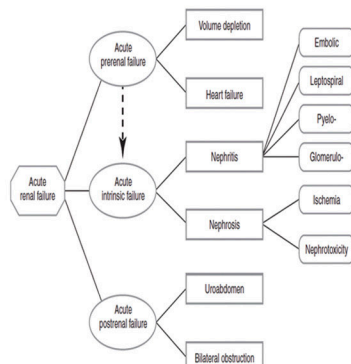 Volume depletion
Acute
prerenal failure
Heart failure
Embolic
Leptospiral
Pyelo-
Glomerulo-
Acute
renal failure
Acute
intrinsic failure
Nephritis
Nephrosis
Ischemia
Nephrotoxicity
Uroabdomen
Acute
postrenal failure
Bilateral obstruction